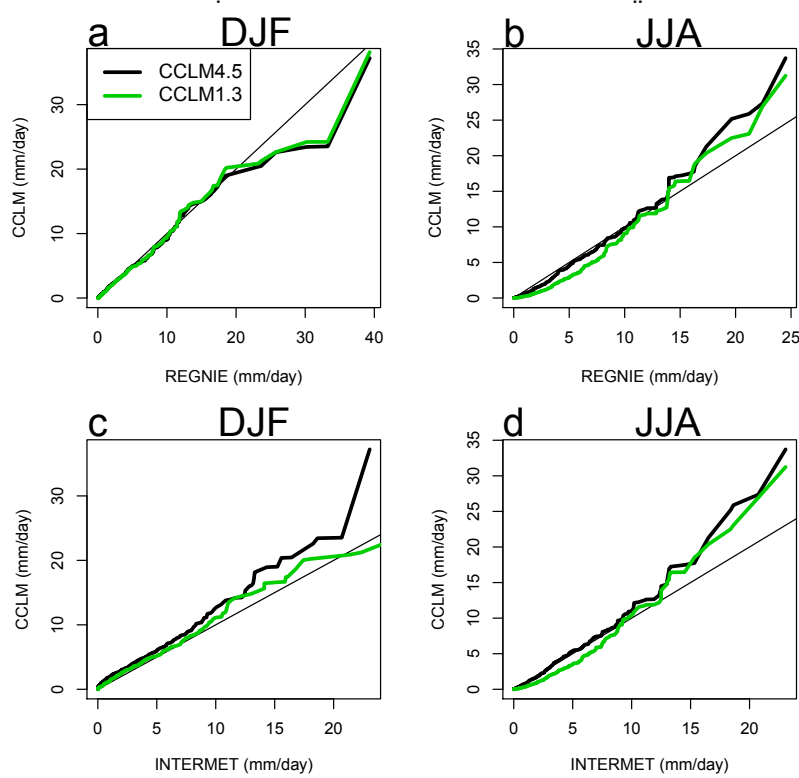 a DJF
CCLM4.5
CCLM1.3
CCLM (mm/day)
0 10 20 30
0 10 20 30 40
REGNIE (mm/day)
b JJA
CCLM (mm/day)
0 5 10 15 20 25 30 35
0 5 10 15 20 25
REGNIE (mm/day)
c DJF
CCLM (mm/day)
0 10 20 30
0 5 10 15 20
INTERMET (mm/day)
d JJA
CCLM (mm/day)
0 5 10 15 20 25 30 35
0 5 10 15 20
INTERMET (mm/day)